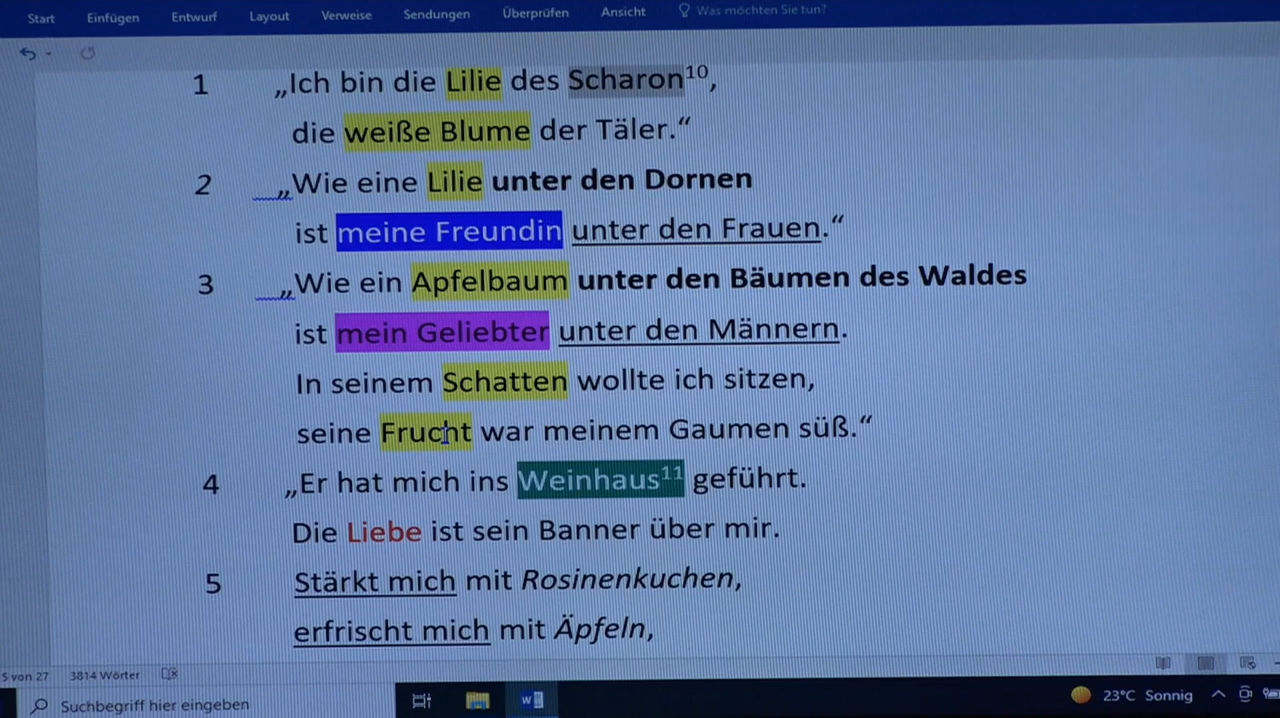 Start Einfügen Entwurf Layout Verweise Sendungen Überprüfen Ansicht Was möchten Sie tun?
1 „Ich bin die Lilie des Scharon¹⁰,
die weiße Blume der Täler.“
2 „Wie eine Lilie unter den Dornen
ist meine Freundin unter den Frauen.“
3 „Wie ein Apfelbaum unter den Bäumen des Waldes
ist mein Geliebter unter den Männern.
In seinem Schatten wollte ich sitzen,
seine Frucht war meinem Gaumen süß.“
4 „Er hat mich ins Weinhaus¹¹ geführt.
Die Liebe ist sein Banner über mir.
5 Stärkt mich mit Rosinenkuchen,
erfrischt mich mit Äpfeln,
5 von 27 3814 Wörter
Suchbegriff hier eingeben 23°C Sonnig